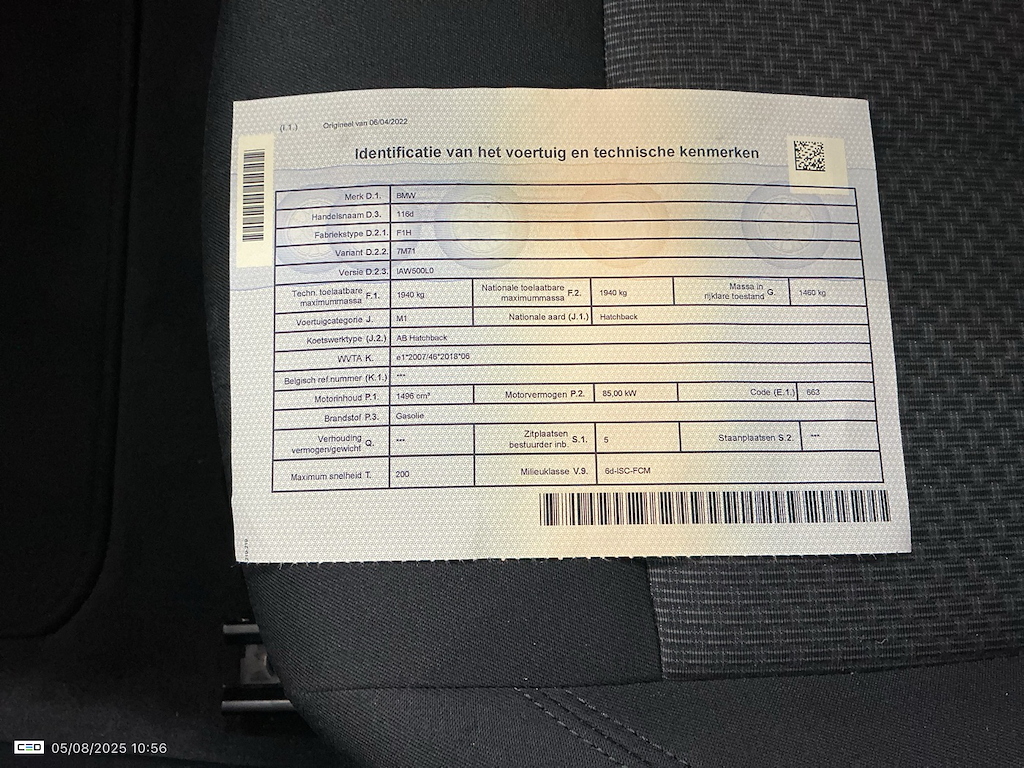 (I.1.) Origineel van 06/04/2022
Identificatie van het voertuig en technische kenmerken
Merk D.1. BMW
Handelsnaam D.3. 116d
Fabriekstype D.2.1. F1H
Variant D.2.2. 7M71
Versie D.2.3. IAW500L0
Techn. toelaatbare maximummassa F.1. 1940 kg Nationale toelaatbare maximummassa F.2. 1940 kg Massa in rijklare toestand G. 1460 kg
Voertuigcategorie J. M1 Nationale aard (J.1.) Hatchback
Koetswerktype (J.2.) AB Hatchback
WVTA K. e1*2007/46*2018*06
Belgisch ref.nummer (K.1.) ---
Motorinhoud P.1. 1496 cm³ Motorvermogen P.2. 85,00 kW Code (E.1.) 663
Brandstof P.3. Gasolie
Verhouding vermogen/gewicht Q. --- Zitplaatsen bestuurder inb. S.1. 5 Staanplaatsen S.2. ---
Maximum snelheid T. 200 Milieuklasse V.9. 6d-ISC-FCM
05/08/2025 10:56